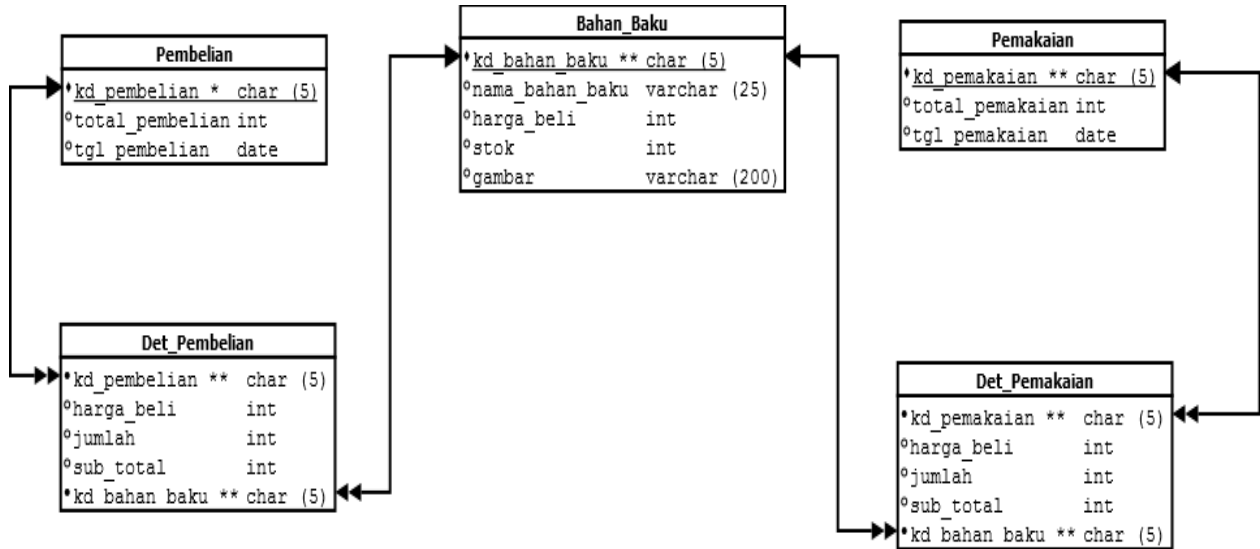 Pembelian
kd_pembelian * char (5)
total_pembelian int
tgl_pembelian date
Bahan_Baku
kd_bahan_baku ** char (5)
nama_bahan_baku varchar (25)
harga_beli int
stok int
gambar varchar (200)
Pemakaian
kd_pemakaian ** char (5)
total_pemakaian int
tgl_pemakaian date
Det_Pembelian
kd_pembelian ** char (5)
harga_beli int
jumlah int
sub_total int
kd_bahan_baku ** char (5)
Det_Pemakaian
kd_pemakaian ** char (5)
harga_beli int
jumlah int
sub_total int
kd_bahan_baku ** char (5)